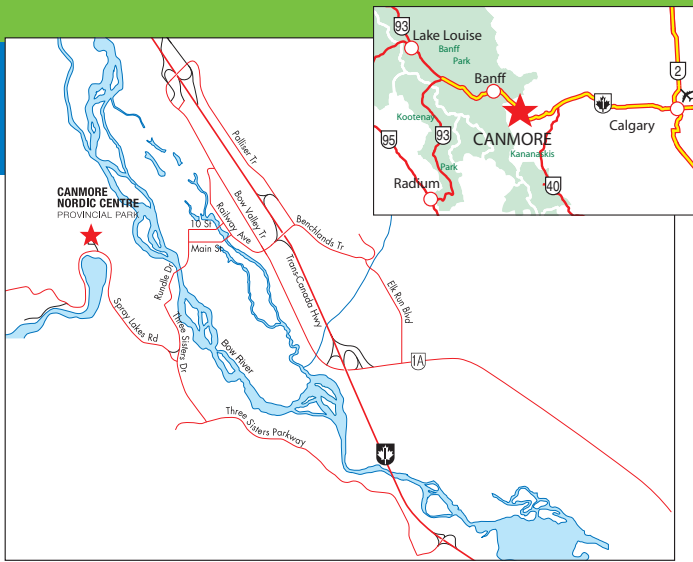 93
Lake Louise
Banff
Park
Banff
2
Kootenay
95
93
CANMORE
Calgary
Kananaskis
Park
Radium
40
Palliser Tr
CANMORE
NORDIC CENTRE
PROVINCIAL PARK
Bow Valley Tr
Railway Ave
10 St
Main St
Benchlands Tr
Rundle Dr
Trans-Canada Hwy
Elk Run Blvd
Spray Lakes Rd
Three Sisters Dr
Bow River
1A
Three Sisters Parkway